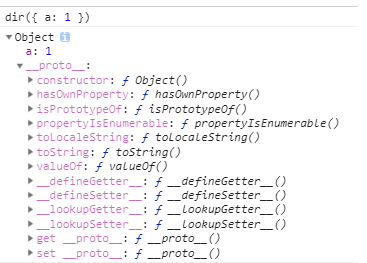 dir({ a: 1 })
▼Object i
a: 1
▼__proto__:
▶constructor: ƒ Object()
▶hasOwnProperty: ƒ hasOwnProperty()
▶isPrototypeOf: ƒ isPrototypeOf()
▶propertyIsEnumerable: ƒ propertyIsEnumerable()
▶toLocaleString: ƒ toLocaleString()
▶toString: ƒ toString()
▶valueOf: ƒ valueOf()
▶__defineGetter__: ƒ __defineGetter__()
▶__defineSetter__: ƒ __defineSetter__()
▶__lookupGetter__: ƒ __lookupGetter__()
▶__lookupSetter__: ƒ __lookupSetter__()
▶get __proto__: ƒ __proto__()
▶set __proto__: ƒ __proto__()